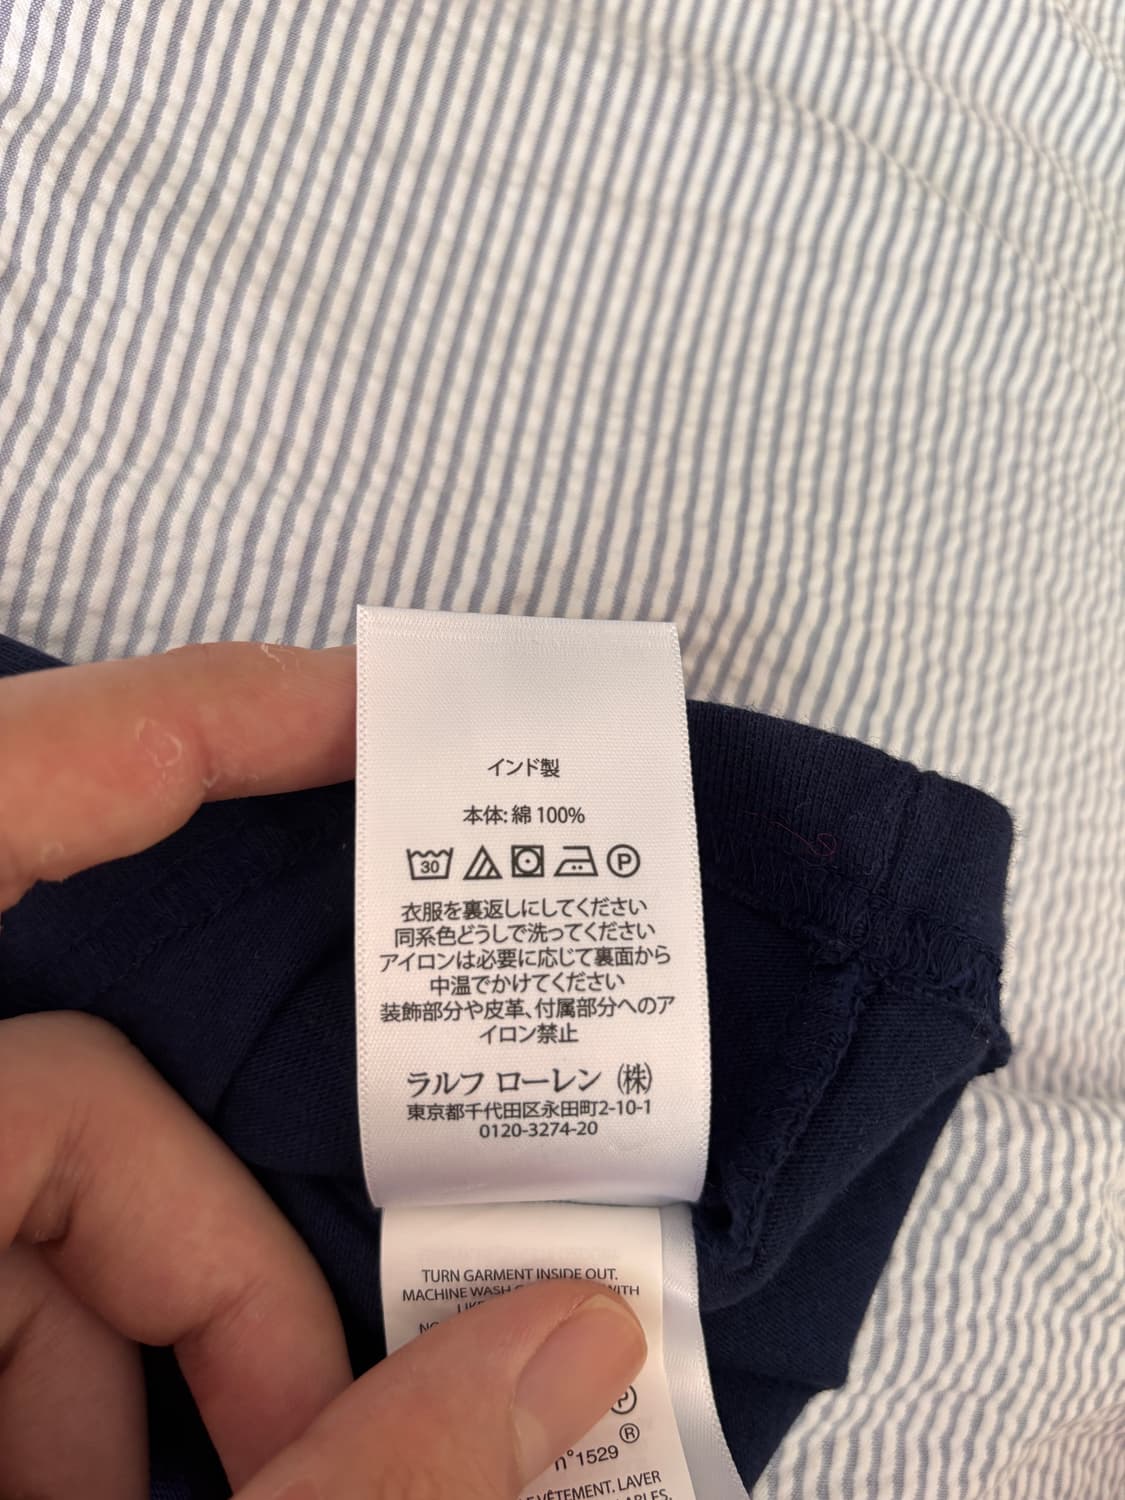 インド製
本体: 綿 100%
30 P
衣服を裏返しにしてください
同系色どうしで洗ってください
アイロンは必要に応じて裏面から
中温でかけてください
装飾部分や皮革、付属部分へのア
イロン禁止
ラルフ ローレン (株)
東京都千代田区永田町2-10-1
0120-3274-20
TURN GARMENT INSIDE OUT.
MACHINE WASH WITH
P
®
n°1529
VÊTEMENT. LAVER